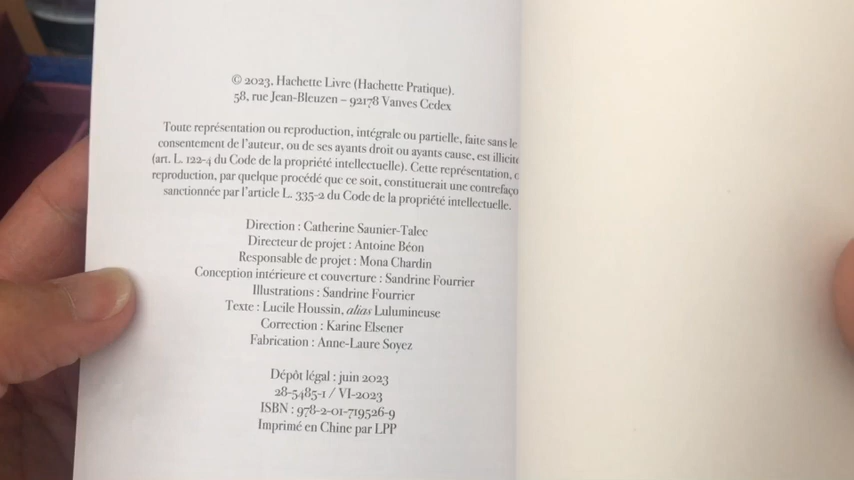 © 2023, Hachette Livre (Hachette Pratique).
58, rue Jean-Bleuzen – 92178 Vanves Cedex
Toute représentation ou reproduction, intégrale ou partielle, faite sans le
consentement de l'auteur, ou de ses ayants droit ou ayants cause, est illicite
(art. L. 122-4 du Code de la propriété intellectuelle). Cette représentation,
reproduction, par quelque procédé que ce soit, constituerait une contrefaço
sanctionnée par l'article L. 335-2 du Code de la propriété intellectuelle.
Direction : Catherine Saunier-Talec
Directeur de projet : Antoine Béon
Responsable de projet : Mona Chardin
Conception intérieure et couverture : Sandrine Fourrier
Illustrations : Sandrine Fourrier
Texte : Lucile Houssin, alias Lulumineuse
Correction : Karine Elsener
Fabrication : Anne-Laure Soyez
Dépôt légal : juin 2023
28-5485-1 / VI-2023
ISBN : 978-2-01-719526-9
Imprimé en Chine par LPP